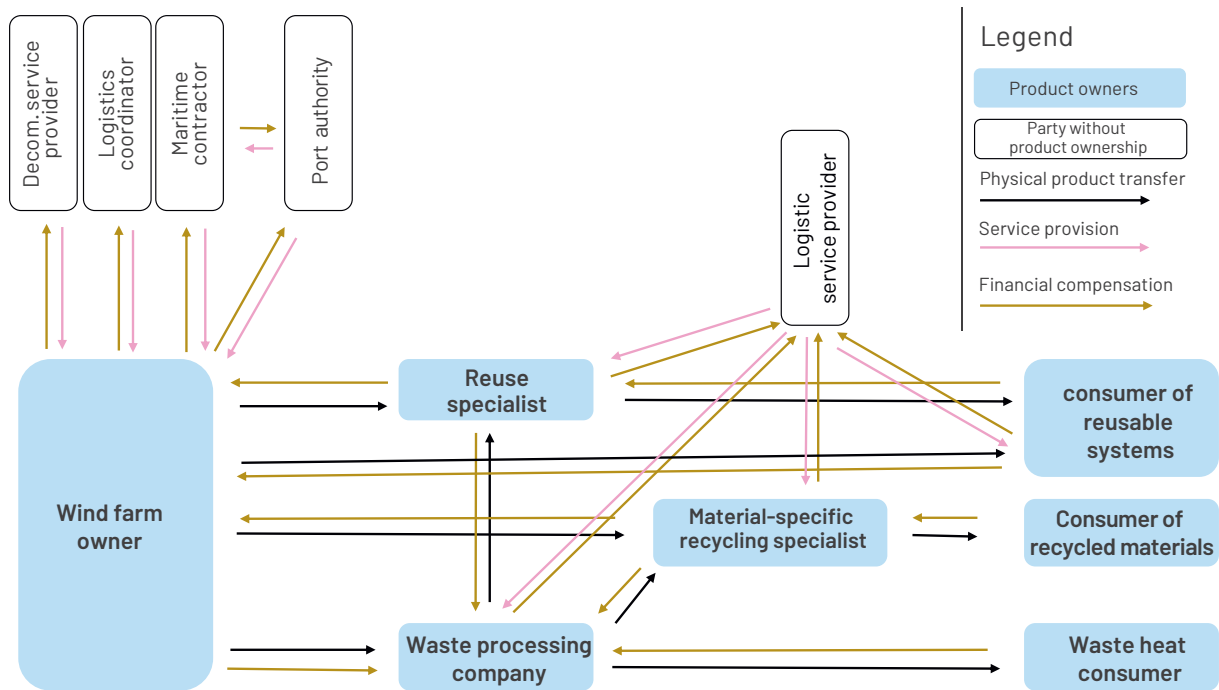 Decom. service
provider
Logistics
coordinator
Maritime
contractor
Port authority
Logistic
service provider
Legend
Product owners
Party without
product ownership
Physical product transfer
Service provision
Financial compensation
Wind farm
owner
Reuse
specialist
consumer of
reusable
systems
Material-specific
recycling specialist
Consumer of
recycled materials
Waste processing
company
Waste heat
consumer